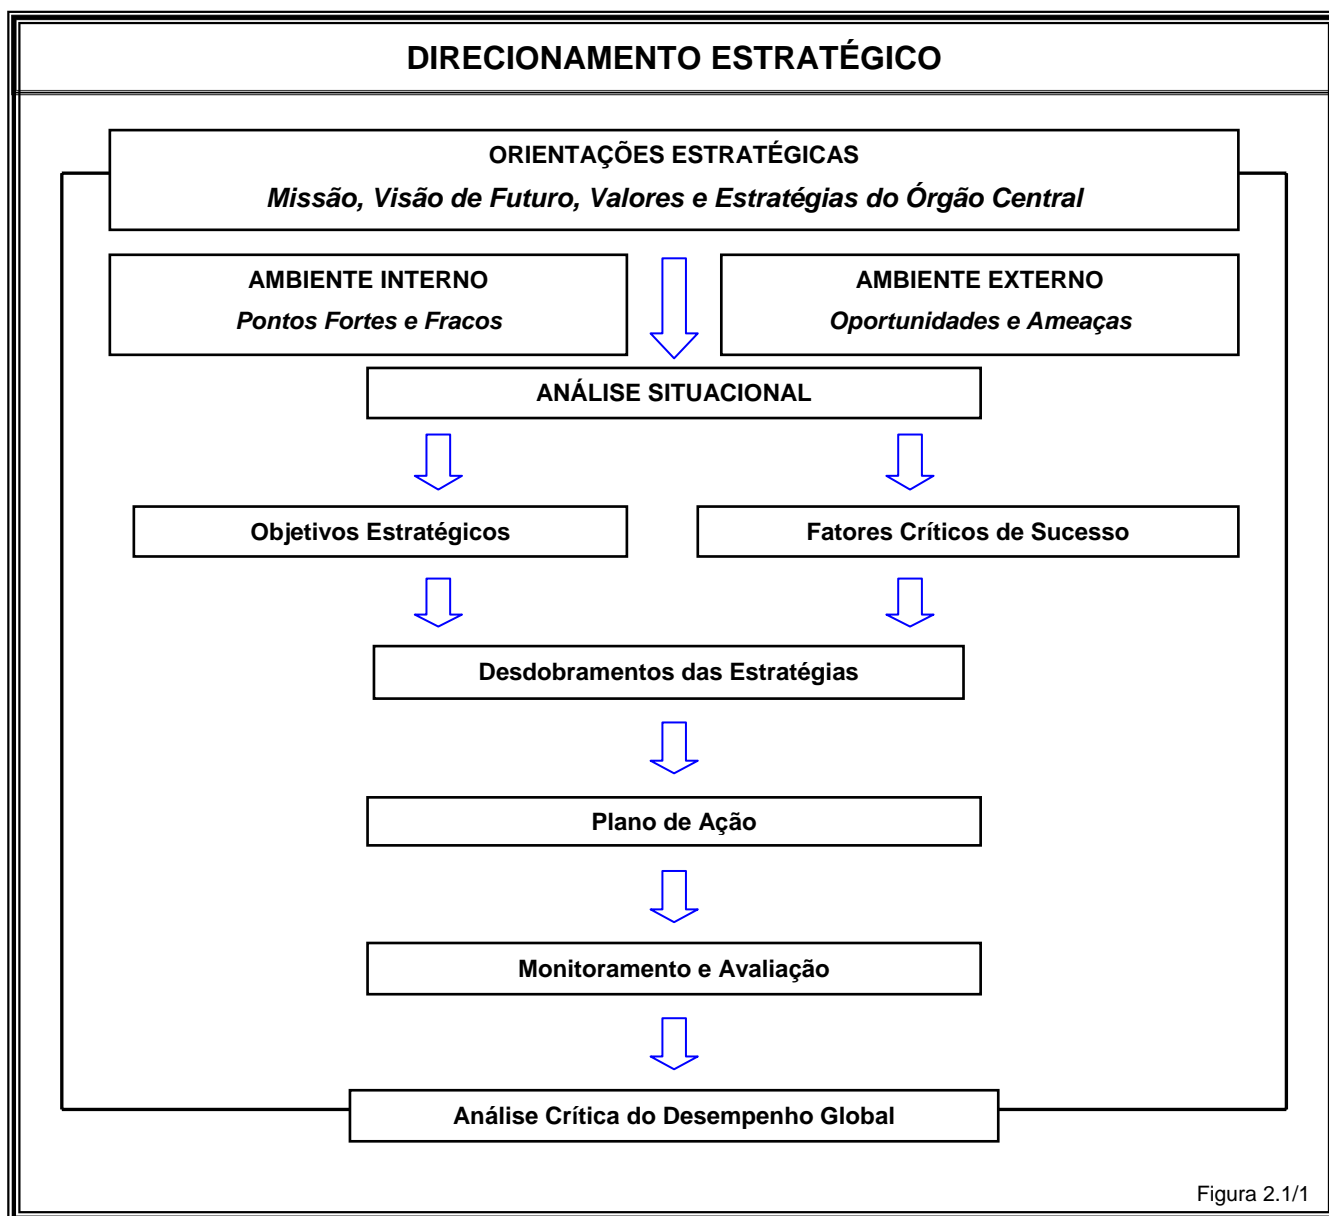 DIRECIONAMENTO ESTRATÉGICO
ORIENTAÇÕES ESTRATÉGICAS
Missão, Visão de Futuro, Valores e Estratégias do Órgão Central
AMBIENTE INTERNO
Pontos Fortes e Fracos
AMBIENTE EXTERNO
Oportunidades e Ameaças
ANÁLISE SITUACIONAL
Objetivos Estratégicos
Fatores Críticos de Sucesso
Desdobramentos das Estratégias
Plano de Ação
Monitoramento e Avaliação
Análise Crítica do Desempenho Global
Figura 2.1/1